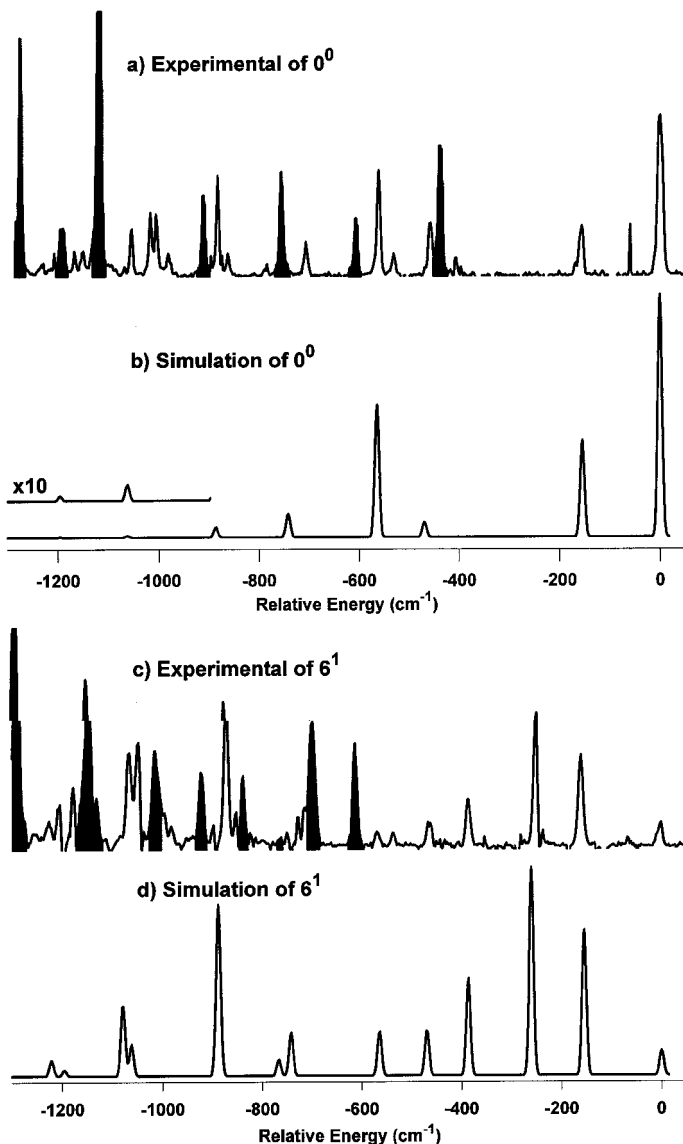 a) Experimental of 0⁰
b) Simulation of 0⁰
x10
-1200 -1000 -800 -600 -400 -200 0
Relative Energy (cm⁻¹)
c) Experimental of 6¹
d) Simulation of 6¹
-1200 -1000 -800 -600 -400 -200 0
Relative Energy (cm⁻¹)